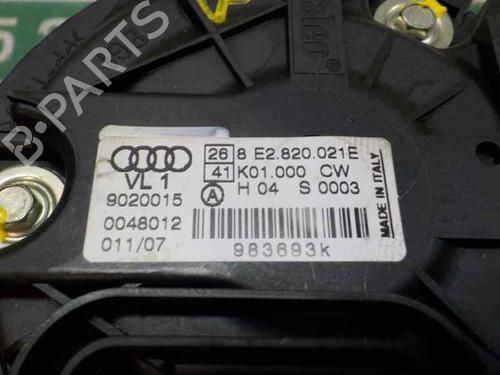 Valeo
26 8 E2.820.021E
41 K01.000 CW
A H 04 S 0003
VL 1
9020015
0048012
011/07
983693k
MADE IN ITALY
B-PARTS